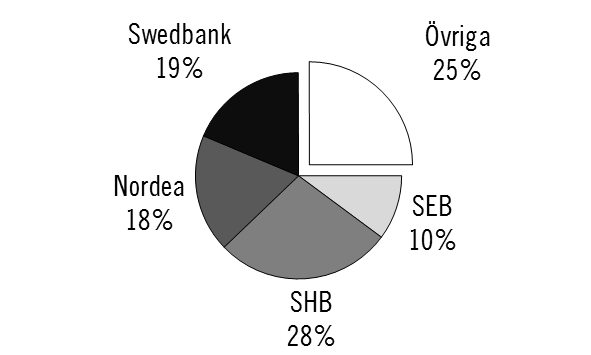 Swedbank
19%
Övriga
25%
Nordea
18%
SEB
10%
SHB
28%